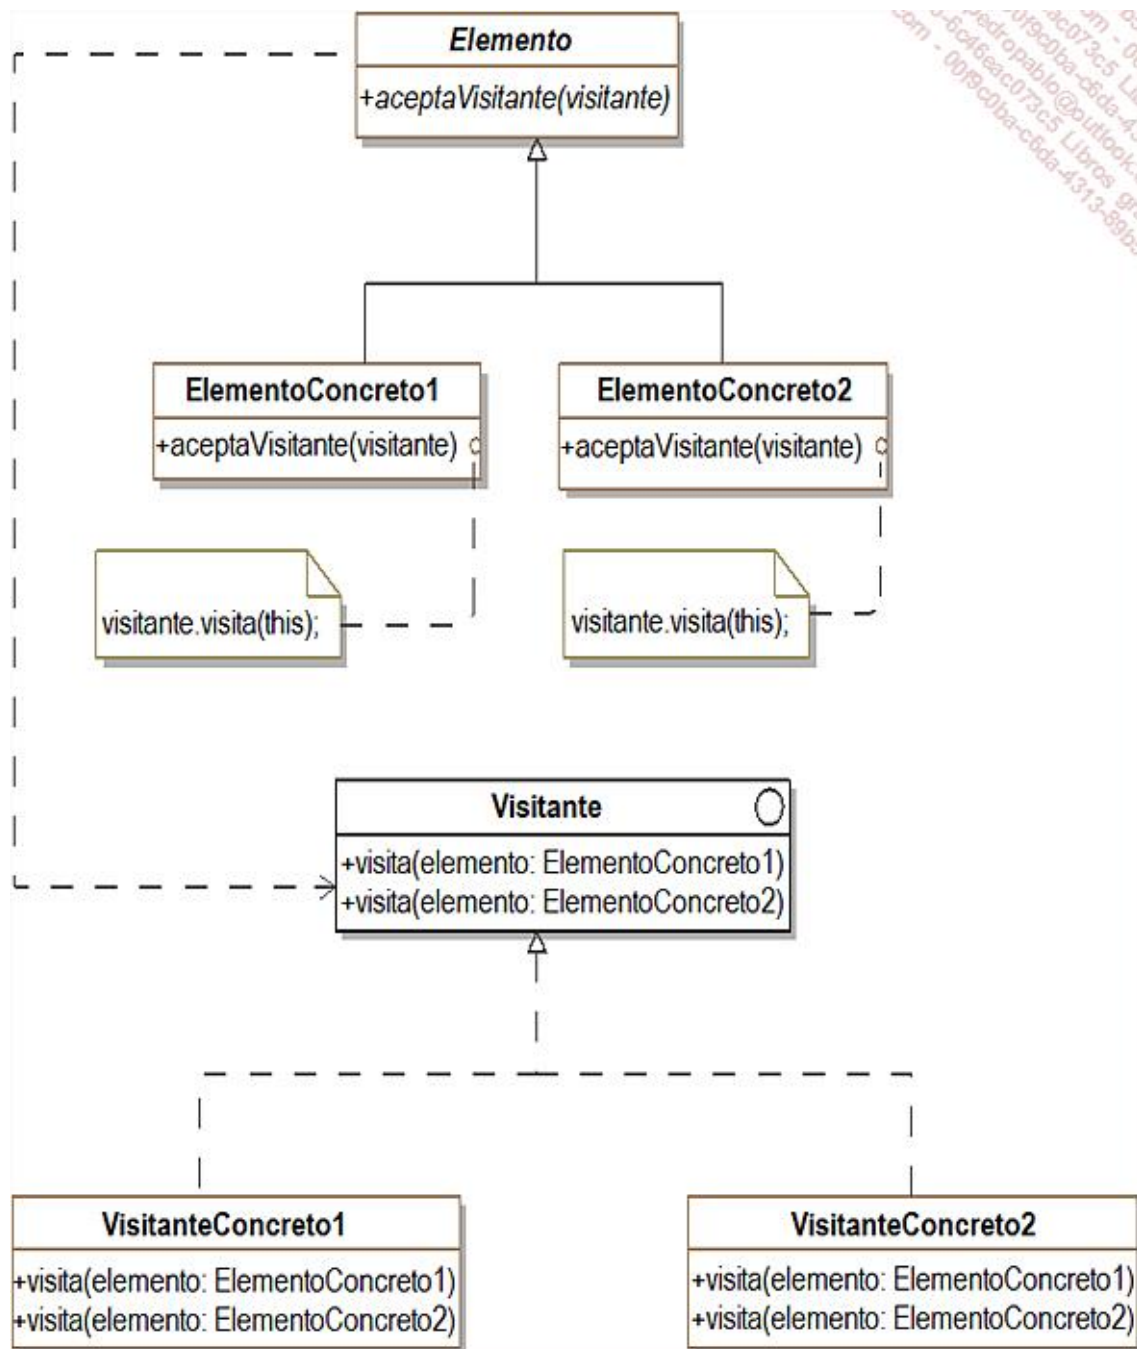 Elemento
+aceptaVisitante(visitante)
ElementoConcreto1
+aceptaVisitante(visitante)
ElementoConcreto2
+aceptaVisitante(visitante)
visitante.visita(this);
visitante.visita(this);
Visitante
+visita(elemento: ElementoConcreto1)
+visita(elemento: ElementoConcreto2)
VisitanteConcreto1
+visita(elemento: ElementoConcreto1)
+visita(elemento: ElementoConcreto2)
VisitanteConcreto2
+visita(elemento: ElementoConcreto1)
+visita(elemento: ElementoConcreto2)